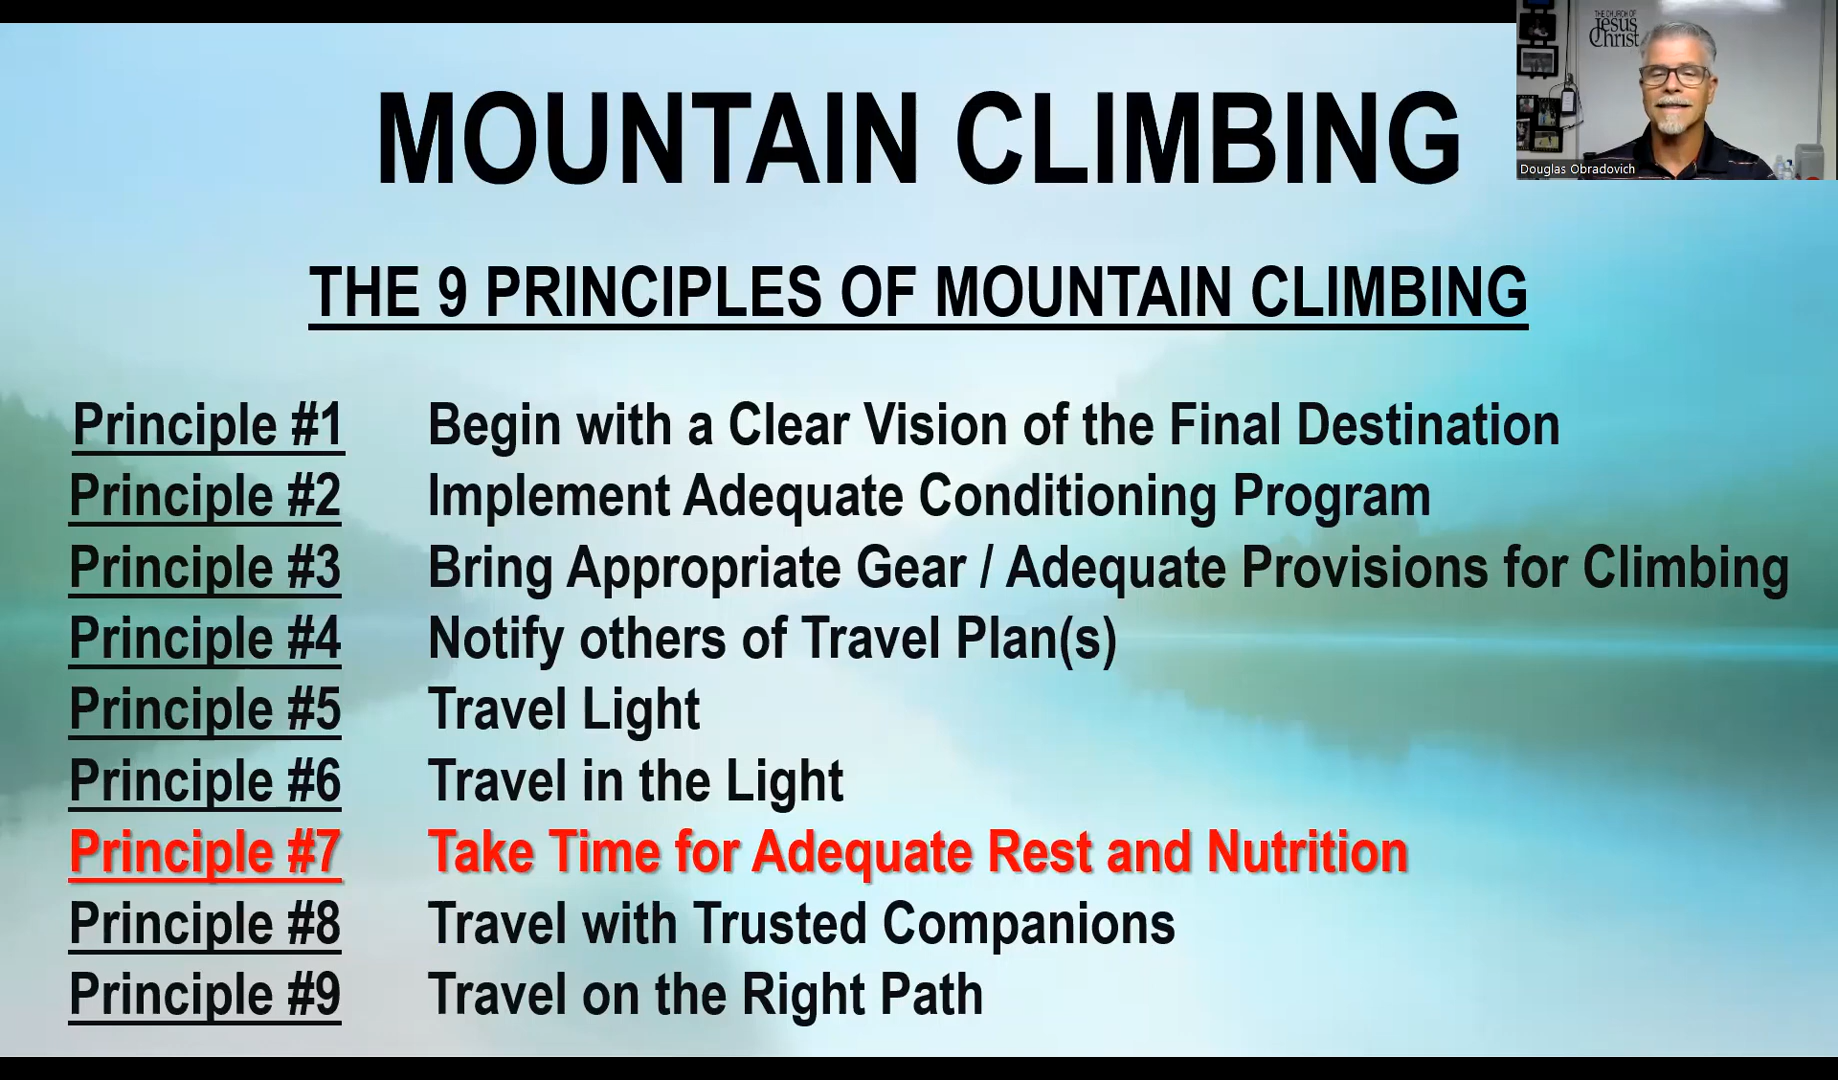 MOUNTAIN CLIMBING
THE CHURCH OF
Jesus
Christ
Douglas Obradovich
THE 9 PRINCIPLES OF MOUNTAIN CLIMBING
Principle #1 Begin with a Clear Vision of the Final Destination
Principle #2 Implement Adequate Conditioning Program
Principle #3 Bring Appropriate Gear / Adequate Provisions for Climbing
Principle #4 Notify others of Travel Plan(s)
Principle #5 Travel Light
Principle #6 Travel in the Light
Principle #7 Take Time for Adequate Rest and Nutrition
Principle #8 Travel with Trusted Companions
Principle #9 Travel on the Right Path